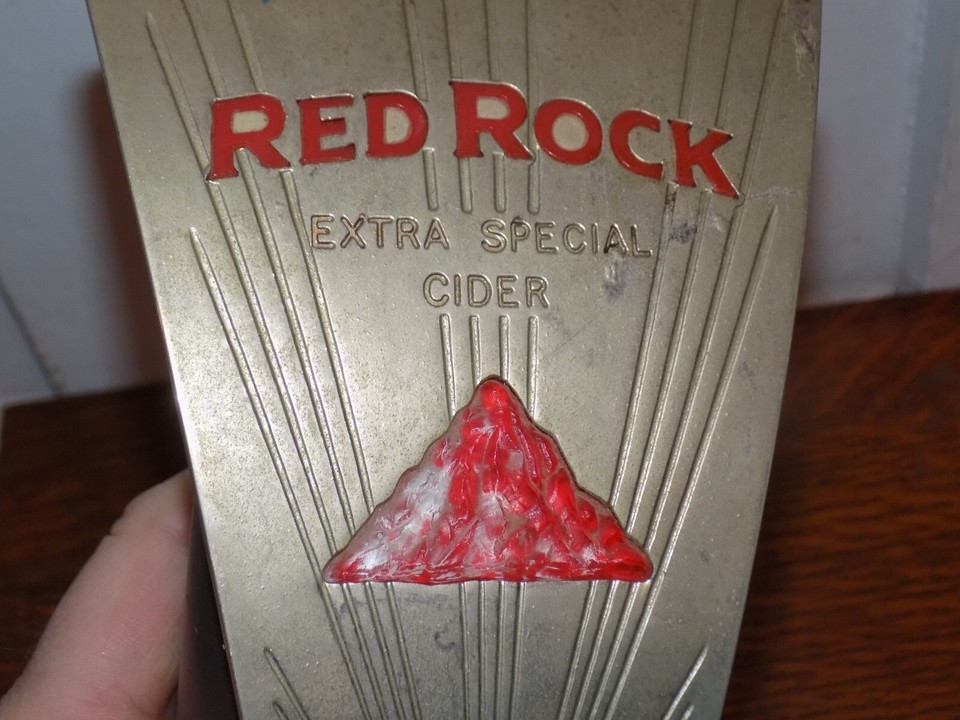 RED ROCK
EXTRA SPECIAL
CIDER